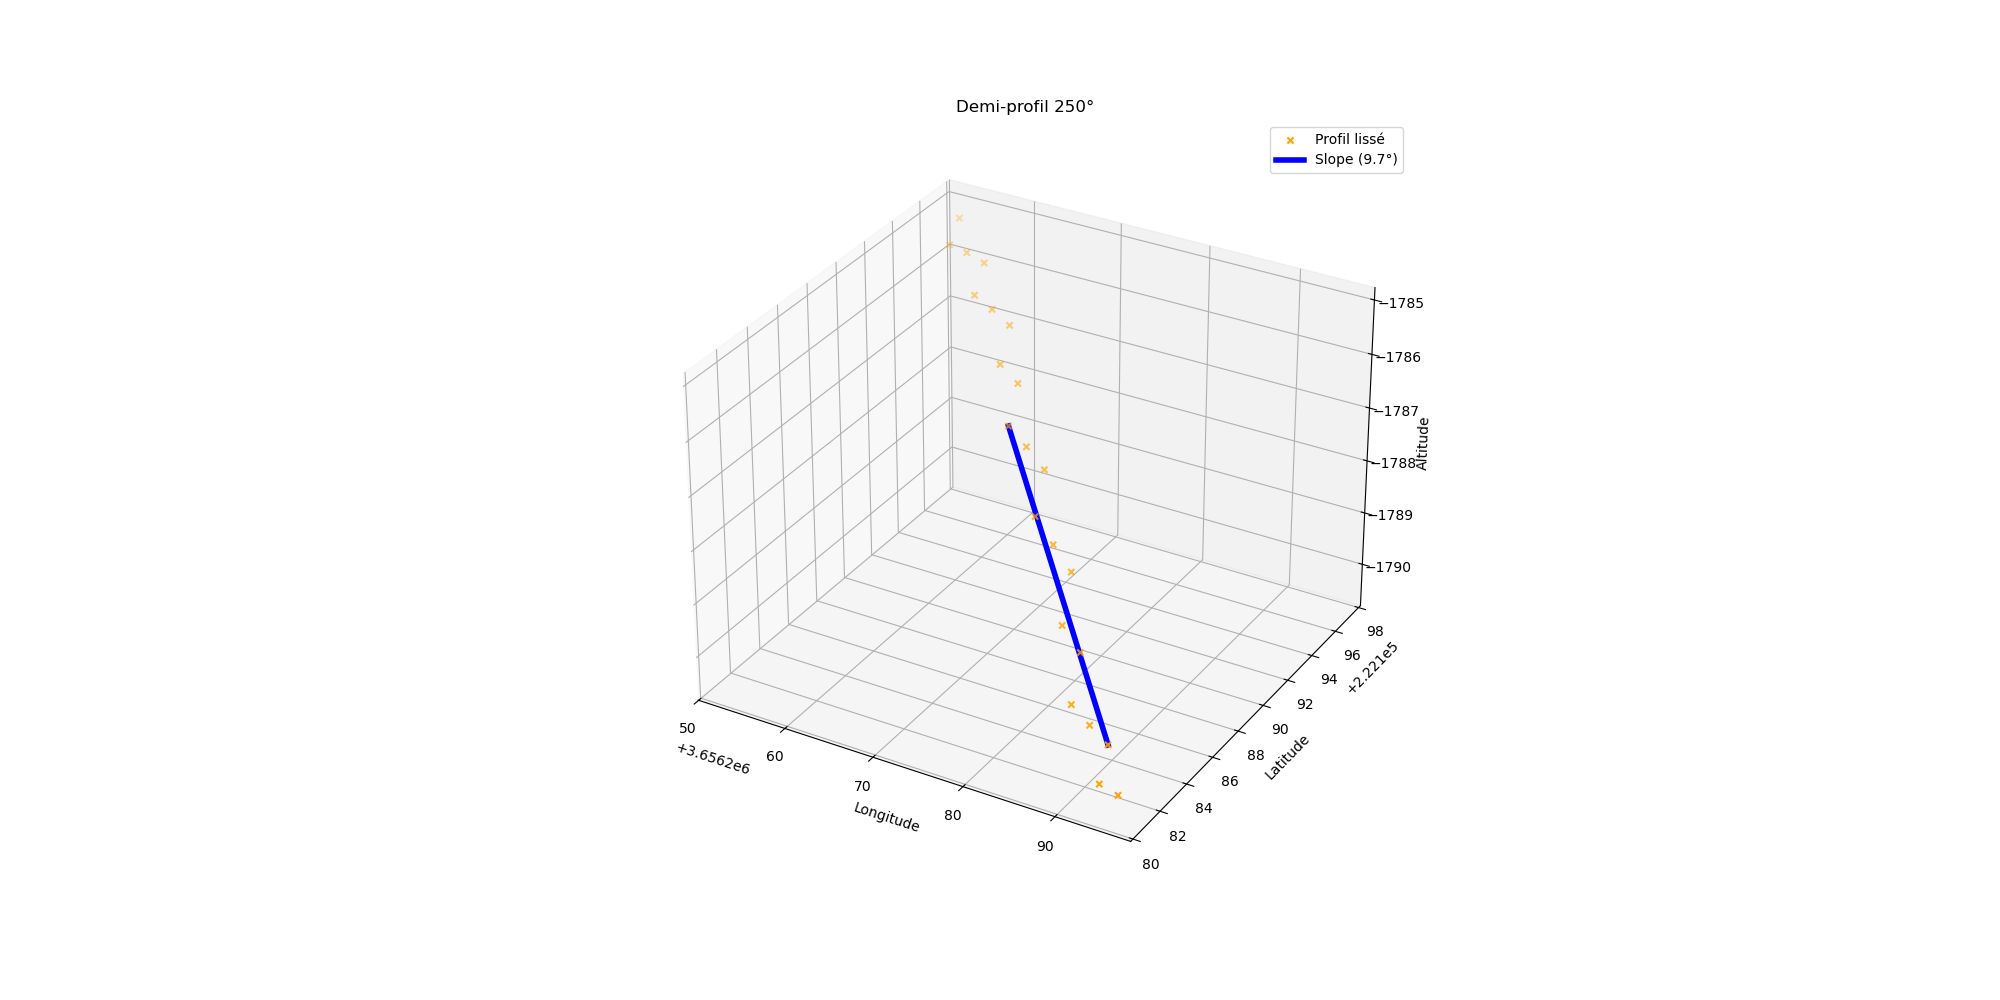 Demi-profil 250°
Profil lissé
Slope (9.7°)
−1785
−1786
−1787
−1788
−1789
−1790
Altitude
98
96
94
92
90
88
86
84
82
80
+2.221e5
Latitude
50
60
70
80
90
+3.6562e6
Longitude